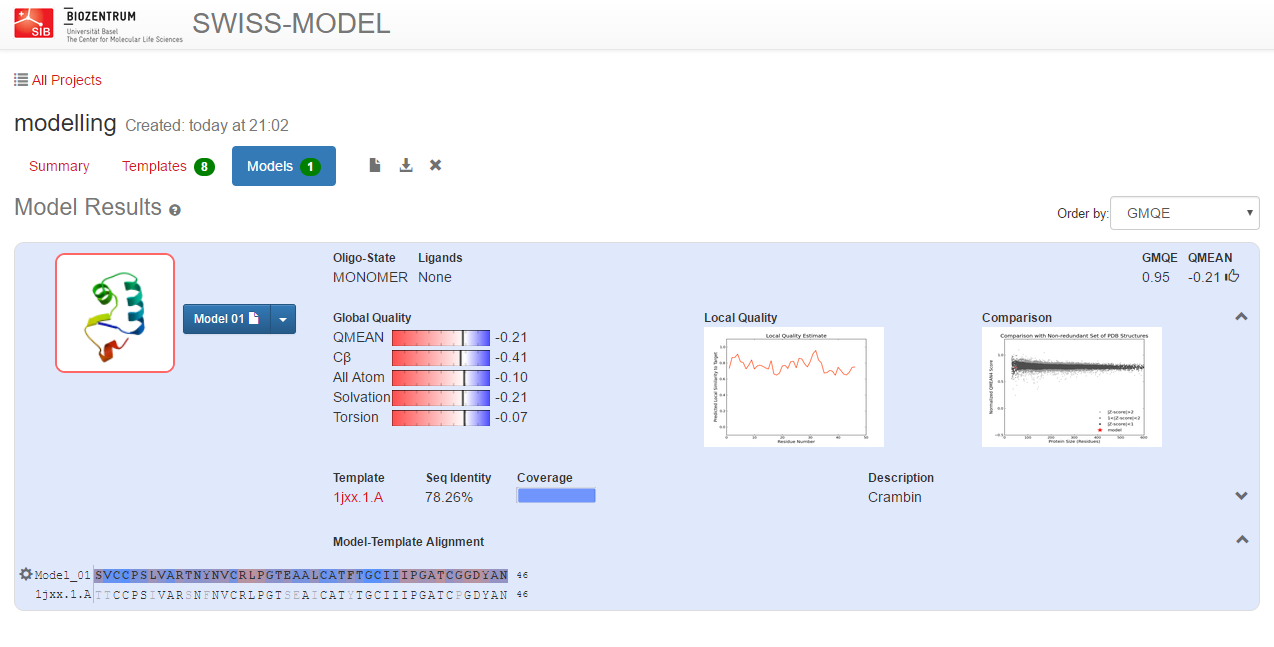 SIB
BIOZENTRUM
Universität Basel
The Center for Molecular Life Sciences
SWISS-MODEL
All Projects
modelling Created: today at 21:02
Summary Templates 8 Models 1
Model Results
Order by: GMQE
Oligo-State Ligands GMQE QMEAN
MONOMER None 0.95 -0.21
Model 01
Global Quality Local Quality Comparison
QMEAN -0.21
Cβ -0.41
All Atom -0.10
Solvation -0.21
Torsion -0.07
Local Quality Estimate
Predicted Local Similarity to Target
Residue Number
Comparison with Non-redundant Set of PDB Structures
Normalized QMEAN4 Score
|Z-score|>2
1<|Z-score|<2
|Z-score|<1
model
Protein Size (Residues)
Template Seq Identity Coverage Description
1jxx.1.A 78.26% Crambin
Model-Template Alignment
Model_01 SVCCPSLVARTNYNVCRLPGTEAALCATFTGCIIIPGATCGGDYAN 46
1jxx.1.A TTCCPSIVARSNFNVCRLPGTSEAICATYTGCIIIPGATCPGDYAN 46